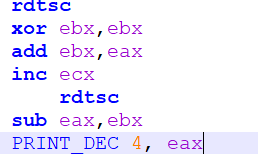 rdtsc
xor ebx,ebx
add ebx,eax
inc ecx
rdtsc
sub eax,ebx
PRINT_DEC 4, eax